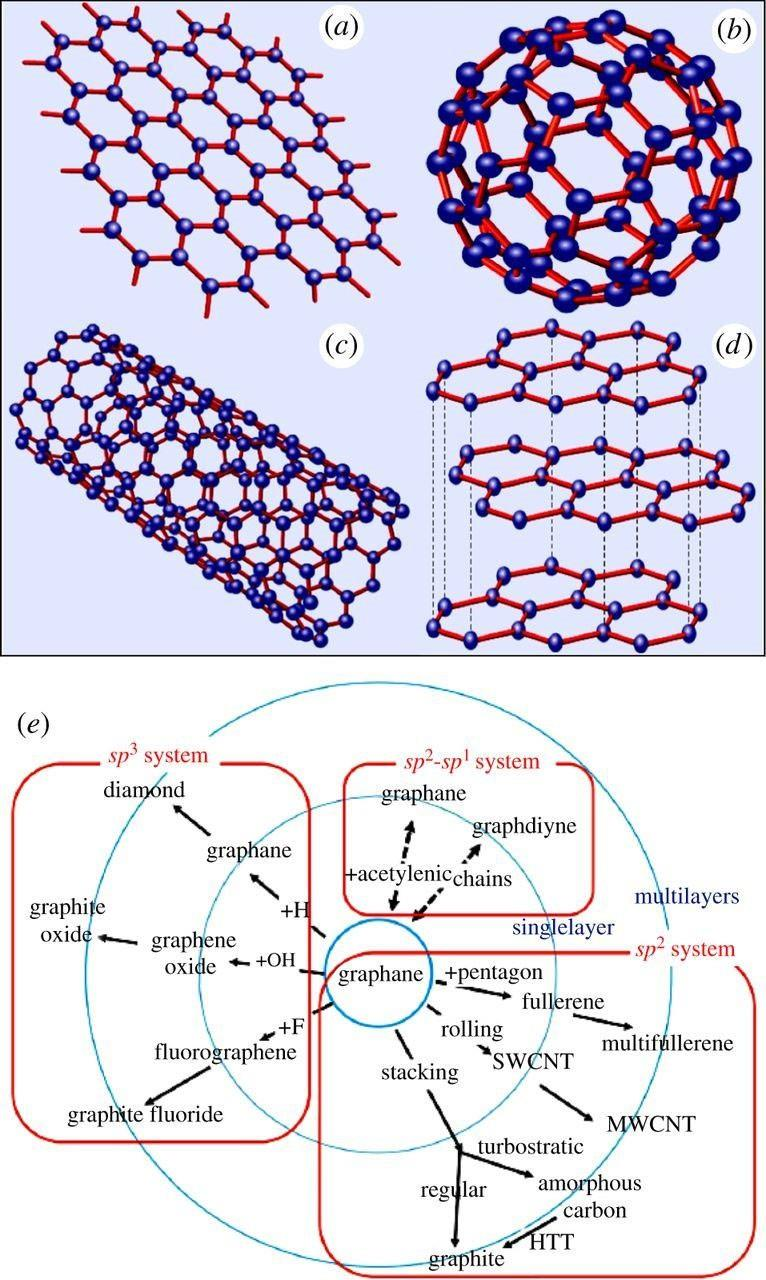 (a)
(b)
(c)
(d)
(e)
sp³ system
diamond
graphane
+H
graphite
oxide
graphene
oxide
+OH
+F
fluorographene
graphite fluoride
sp²-sp¹ system
graphane
graphdiyne
+acetylenic chains
multilayers
singlelayer
sp² system
graphane
+pentagon
fullerene
multifullerene
rolling
SWCNT
MWCNT
stacking
turbostratic
regular
amorphous
carbon
HTT
graphite